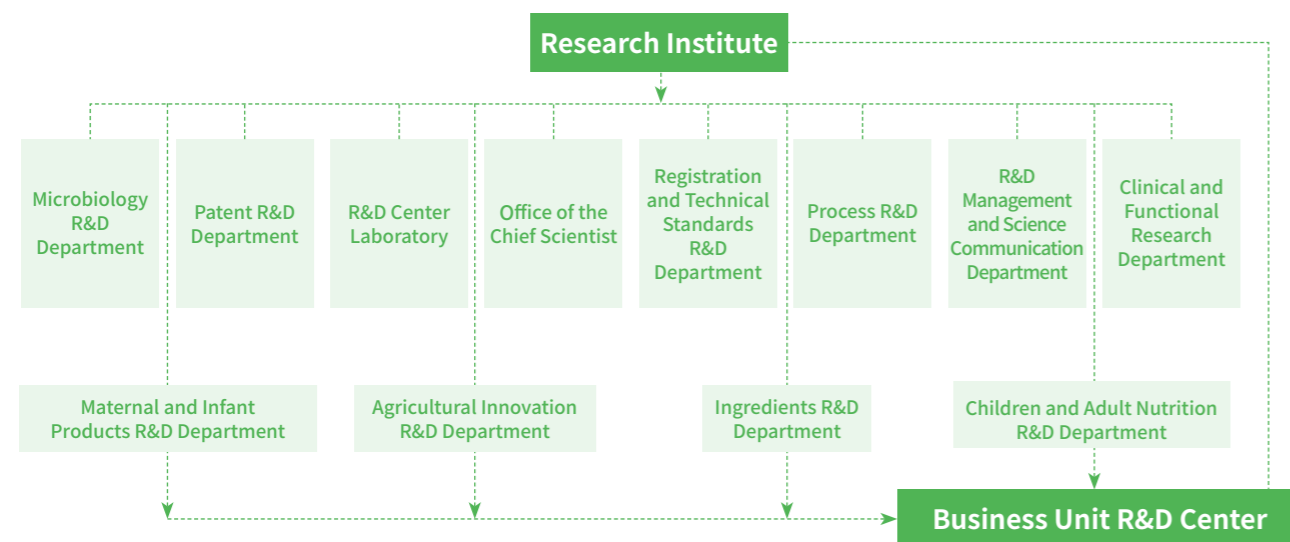 Research Institute
Microbiology
R&D
Department
Patent R&D
Department
R&D Center
Laboratory
Office of the
Chief Scientist
Registration
and Technical
Standards
R&D
Department
Process R&D
Department
R&D
Management
and Science
Communication
Department
Clinical and
Functional
Research
Department
Maternal and Infant
Products R&D Department
Agricultural Innovation
R&D Department
Ingredients R&D
Department
Children and Adult Nutrition
R&D Department
Business Unit R&D Center